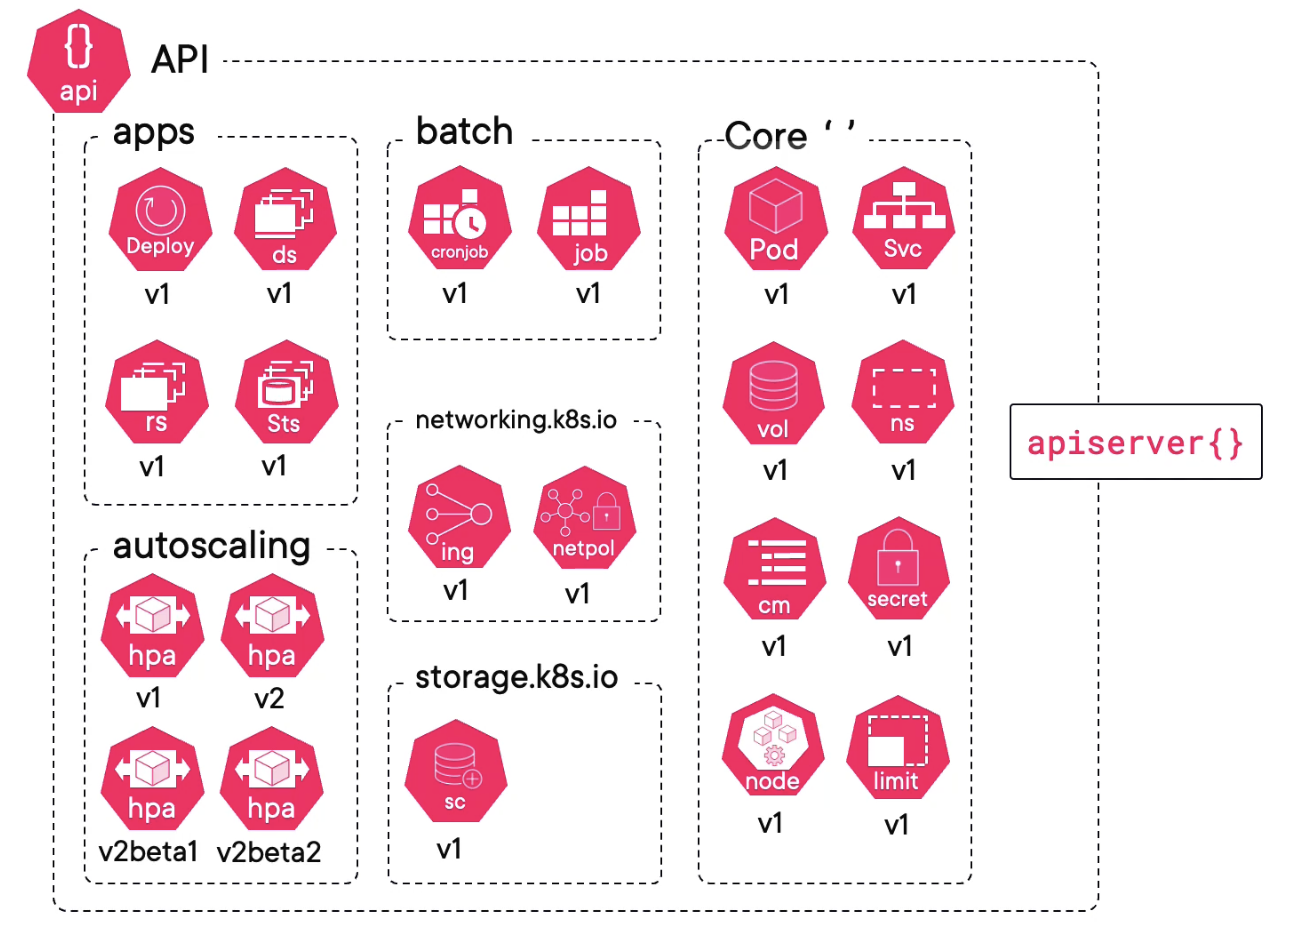 {}
api
API
apps
Deploy
v1
ds
v1
rs
v1
Sts
v1
autoscaling
hpa
v1
hpa
v2
hpa
v2beta1
hpa
v2beta2
batch
cronjob
v1
job
v1
networking.k8s.io
ing
v1
netpol
v1
storage.k8s.io
sc
v1
Core ‘ ’
Pod
v1
Svc
v1
vol
v1
ns
v1
cm
v1
secret
v1
node
v1
limit
v1
apiserver{}